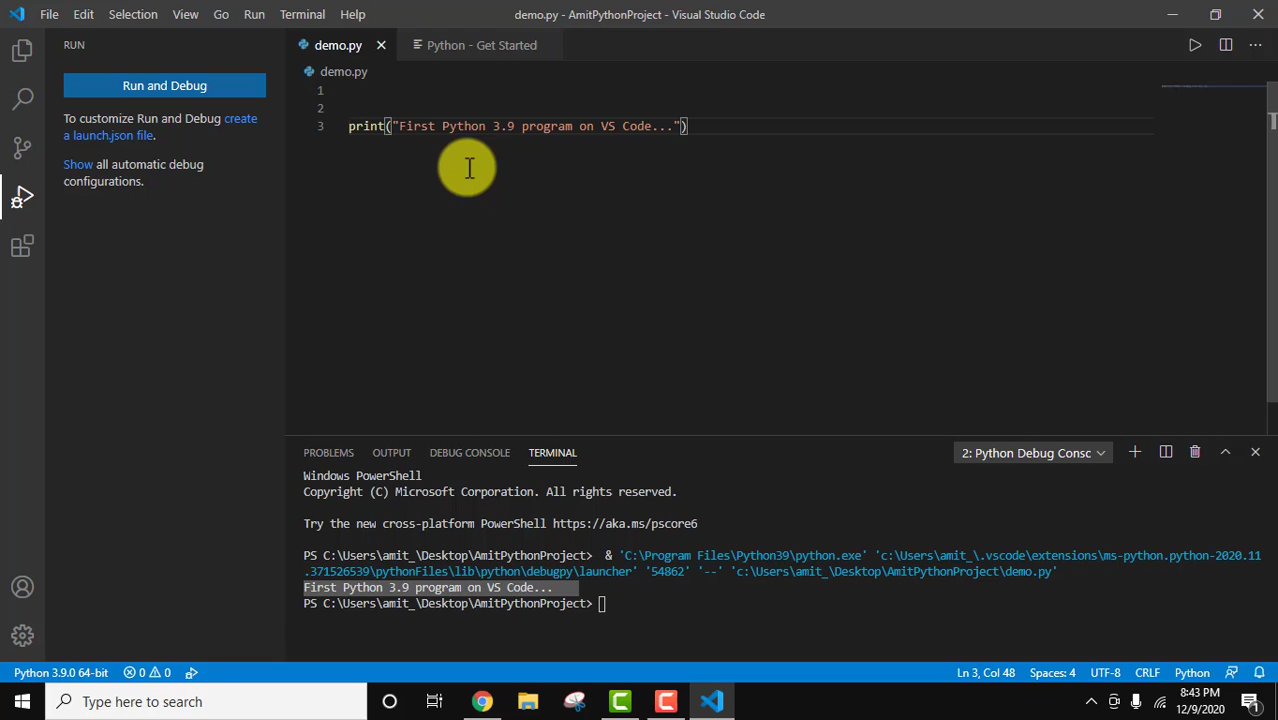 File Edit Selection View Go Run Terminal Help demo.py - AmitPythonProject - Visual Studio Code
RUN
Run and Debug
To customize Run and Debug create
a launch.json file.
Show all automatic debug
configurations.
demo.py Python - Get Started
demo.py
1
2
3 print("First Python 3.9 program on VS Code...")
PROBLEMS OUTPUT DEBUG CONSOLE TERMINAL 2: Python Debug Consc
Windows PowerShell
Copyright (C) Microsoft Corporation. All rights reserved.
Try the new cross-platform PowerShell https://aka.ms/pscore6
PS C:\Users\amit_\Desktop\AmitPythonProject> & 'C:\Program Files\Python39\python.exe' 'c:\Users\amit_\.vscode\extensions\ms-python.python-2020.11
.371526539\pythonFiles\lib\python\debugpy\launcher' '54862' '--' 'c:\Users\amit_\Desktop\AmitPythonProject\demo.py'
First Python 3.9 program on VS Code...
PS C:\Users\amit_\Desktop\AmitPythonProject>
Python 3.9.0 64-bit 0 0 Ln 3, Col 48 Spaces: 4 UTF-8 CRLF Python
Type here to search
8:43 PM
12/9/2020
1